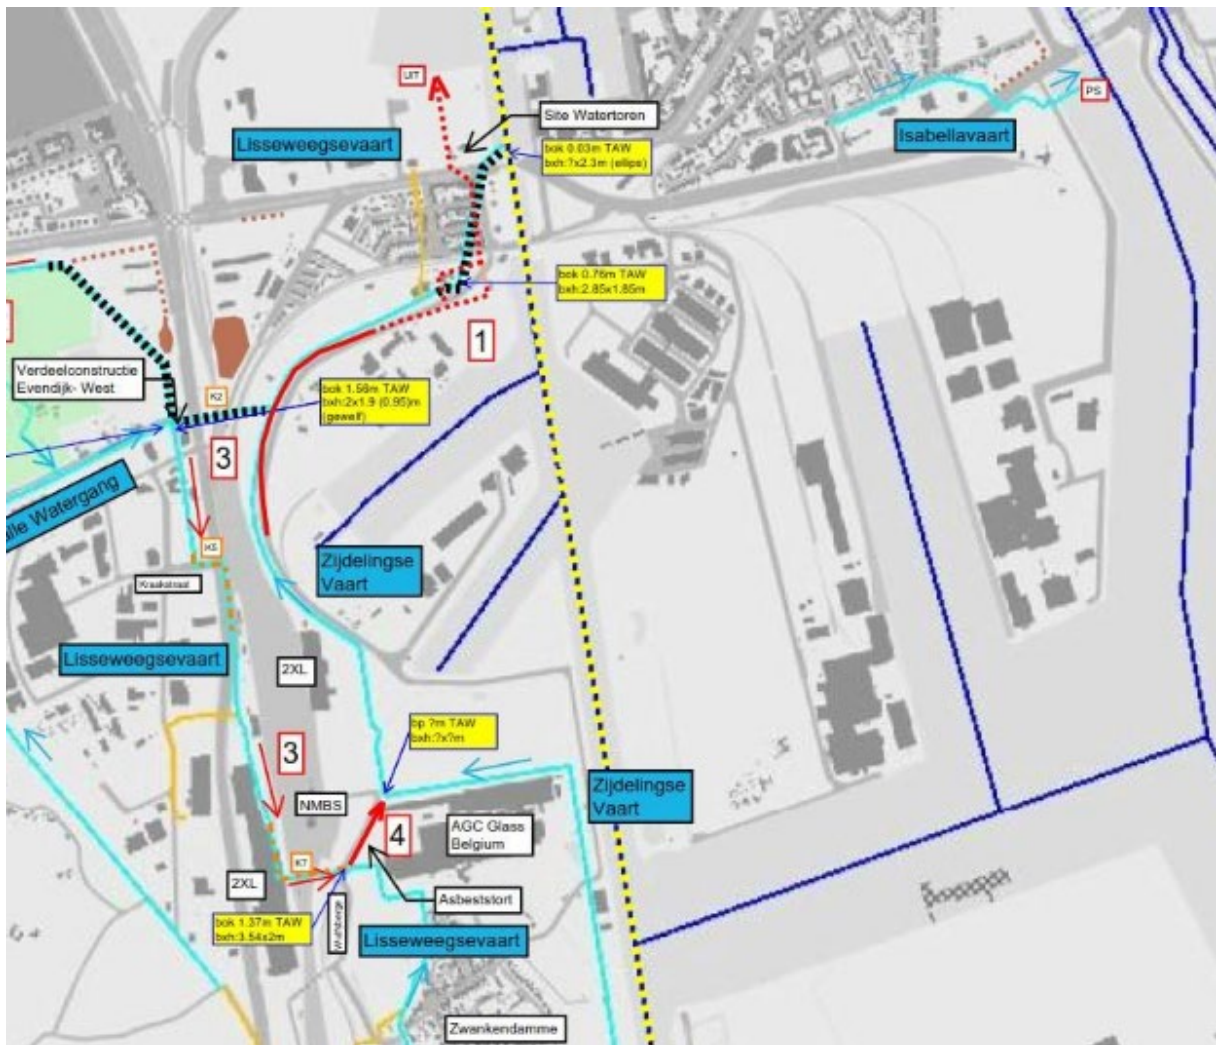 UIT
PS
Site Watertoren
Lisseweegsevaart
Isabellavaart
bok 0.03m TAW
bxh:?x2.3m (ellips)
bok 0.76m TAW
bxh:2.85x1.85m
1
Verdeelconstructie
Evendijk- West
K2
bok 1.56m TAW
bxh:2x1.9 (0.95)m
(gewelf)
3
Watergang
K5
Kraakstraat
Zijdelingse
Vaart
Lisseweegsevaart
2XL
bp ?m TAW
bxh:?x?m
3
Zijdelingse
Vaart
NMBS
4
AGC Glass
Belgium
K7
2XL
Asbeststort
bok 1.37m TAW
bxh:3.54x2m
Lisseweegsevaart
Zwankendamme